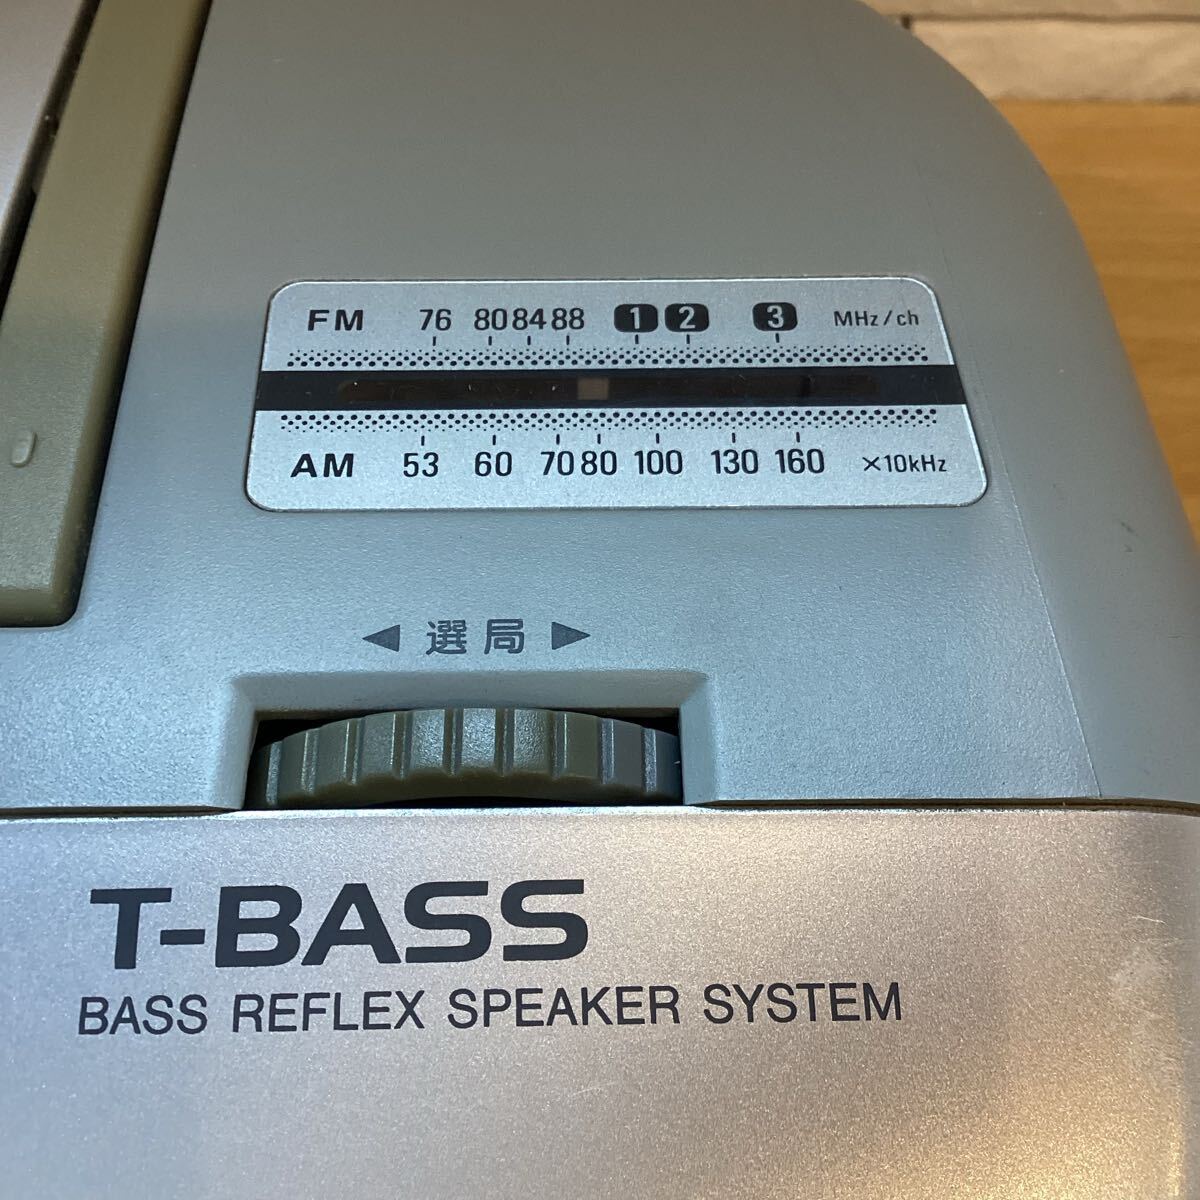 FM 76 80 84 88 1 2 3 MHz/ch
AM 53 60 70 80 100 130 160 ×10kHz
◀ 選局 ▶
T-BASS
BASS REFLEX SPEAKER SYSTEM